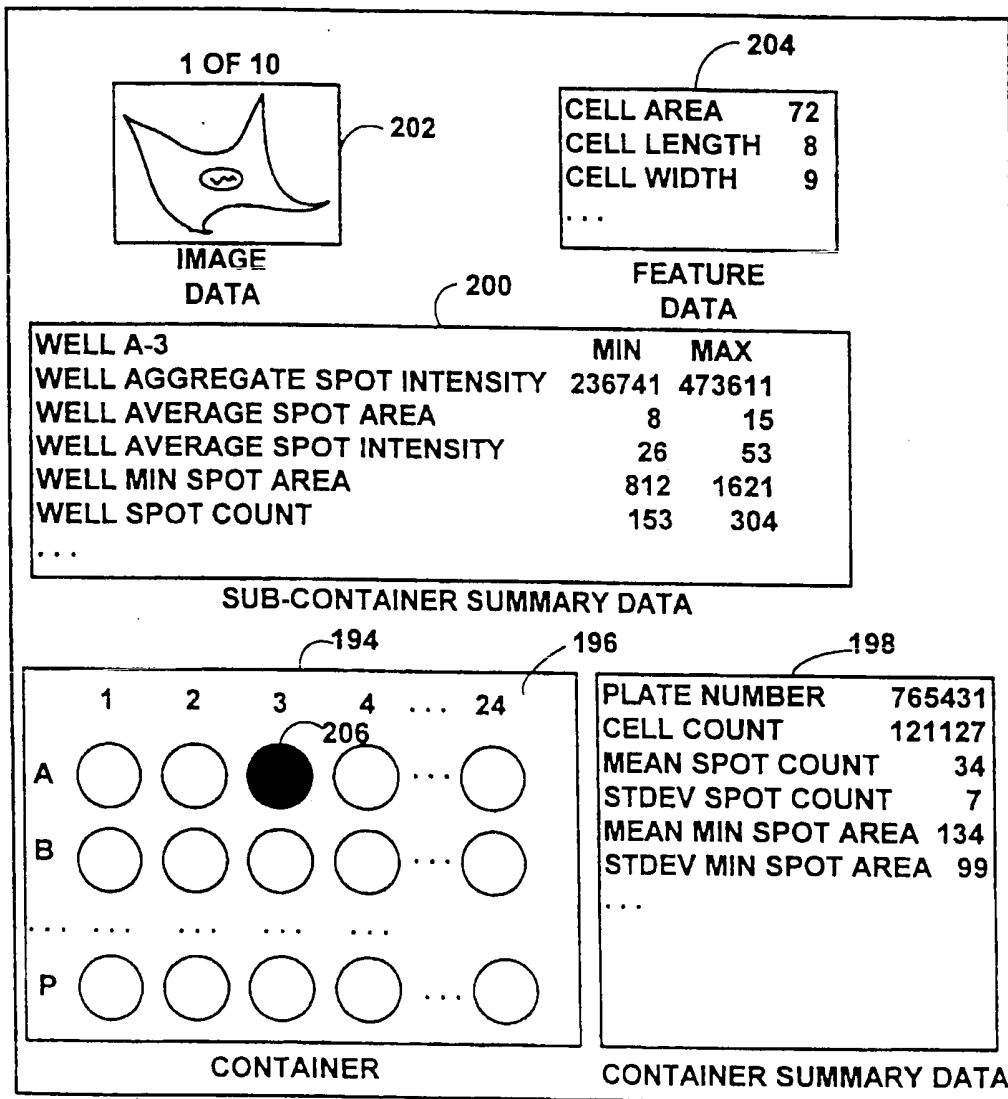 1 OF 10
202
IMAGE
DATA
204
CELL AREA 72
CELL LENGTH 8
CELL WIDTH 9
. . .
FEATURE
DATA
200
WELL A-3 MIN MAX
WELL AGGREGATE SPOT INTENSITY 236741 473611
WELL AVERAGE SPOT AREA 8 15
WELL AVERAGE SPOT INTENSITY 26 53
WELL MIN SPOT AREA 812 1621
WELL SPOT COUNT 153 304
. . .
SUB-CONTAINER SUMMARY DATA
194
196
1 2 3 4 . . . 24
206
A . . .
B . . .
. . . . . . . . . . . . . . .
P . . .
CONTAINER
198
PLATE NUMBER 765431
CELL COUNT 121127
MEAN SPOT COUNT 34
STDEV SPOT COUNT 7
MEAN MIN SPOT AREA 134
STDEV MIN SPOT AREA 99
. . .
CONTAINER SUMMARY DATA